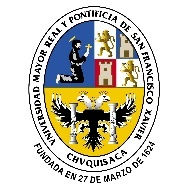 UNIVERSIDAD MAYOR REAL Y PONTIFICIA DE SAN FRANCISCO XAVIER
CHVQUISACA
FUNDADA EN 27 DE MARZO DE 1624